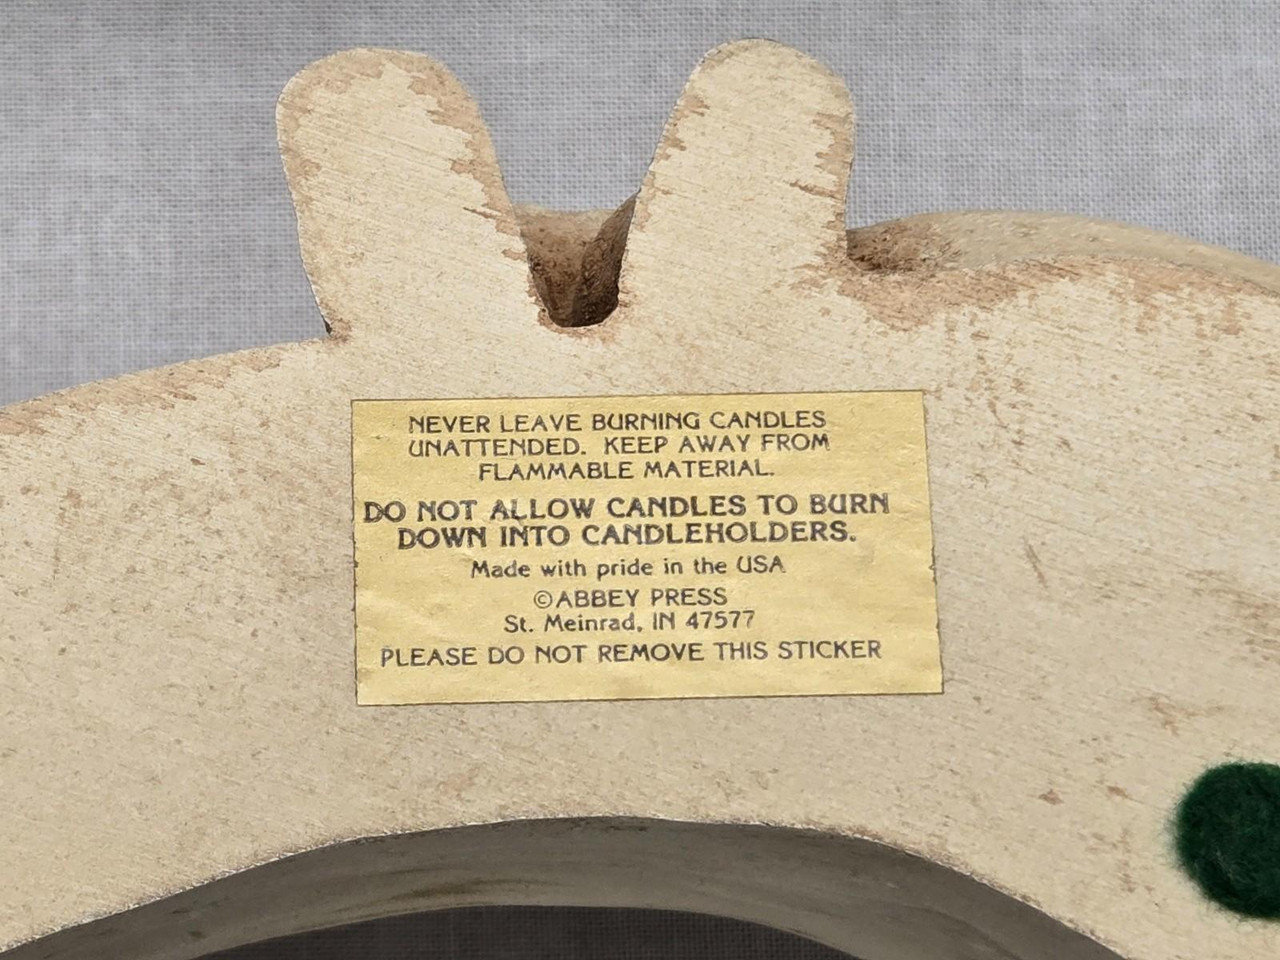 NEVER LEAVE BURNING CANDLES
UNATTENDED. KEEP AWAY FROM
FLAMMABLE MATERIAL.
DO NOT ALLOW CANDLES TO BURN
DOWN INTO CANDLEHOLDERS.
Made with pride in the USA
©ABBEY PRESS
St. Meinrad, IN 47577
PLEASE DO NOT REMOVE THIS STICKER